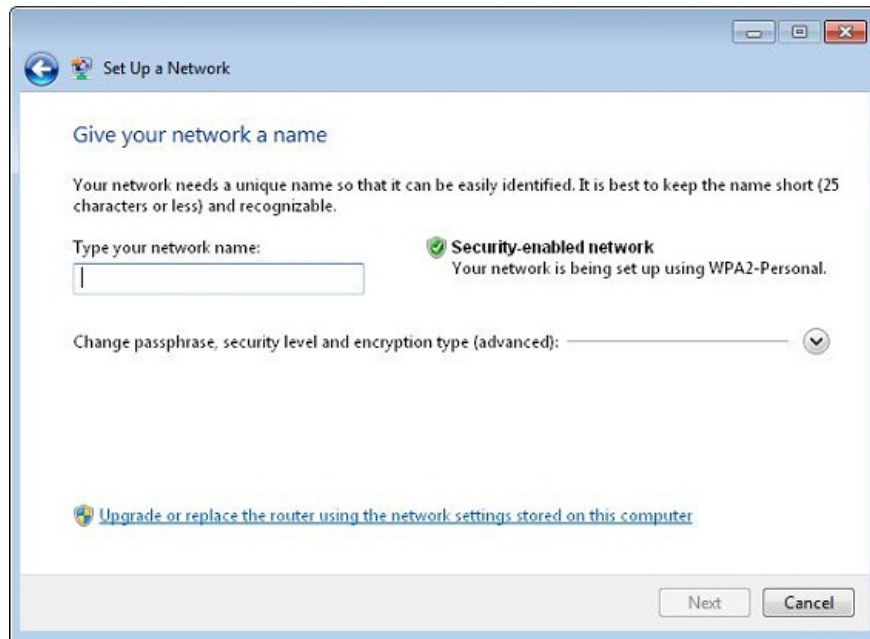 Set Up a Network
Give your network a name
Your network needs a unique name so that it can be easily identified. It is best to keep the name short (25
characters or less) and recognizable.
Type your network name:
Security-enabled network
Your network is being set up using WPA2-Personal.
Change passphrase, security level and encryption type (advanced):
Upgrade or replace the router using the network settings stored on this computer
Next
Cancel